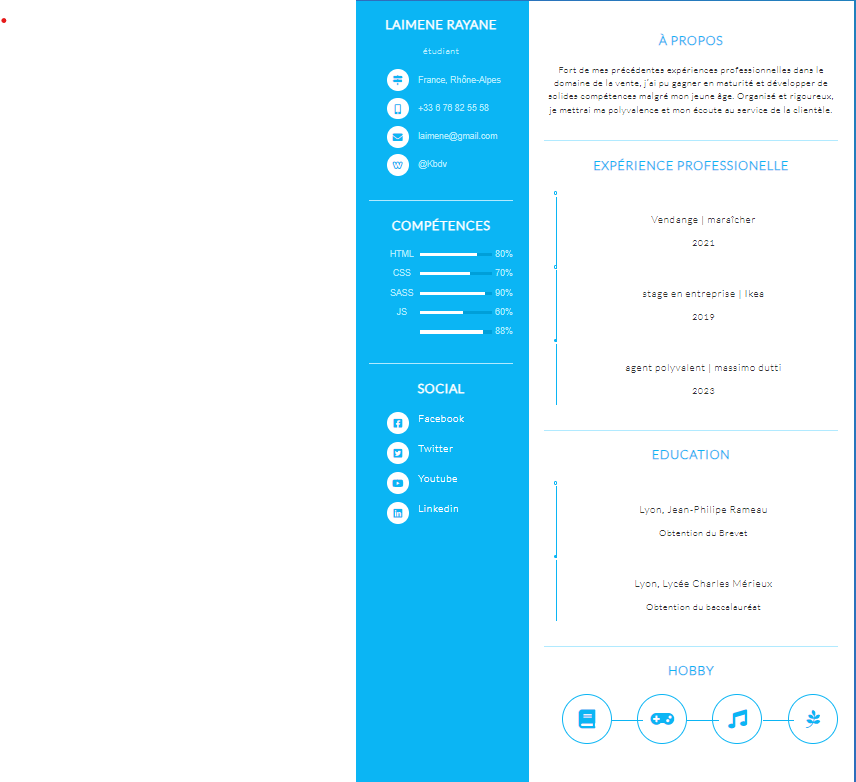 LAIMENE RAYANE
étudiant
France, Rhône-Alpes
+33 6 76 82 55 58
laimene@gmail.com
@Kbdv
COMPÉTENCES
HTML 80%
CSS 70%
SASS 90%
JS 60%
88%
SOCIAL
Facebook
Twitter
Youtube
Linkedin
À PROPOS
Fort de mes précédentes expériences professionnelles dans le
domaine de la vente, j'ai pu gagner en maturité et développer de
solides compétences malgré mon jeune âge. Organisé et rigoureux,
je mettrai ma polyvalence et mon écoute au service de la clientèle.
EXPÉRIENCE PROFESSIONELLE
Vendange | maraîcher
2021
stage en entreprise | Ikea
2019
agent polyvalent | massimo dutti
2023
EDUCATION
Lyon, Jean-Philipe Rameau
Obtention du Brevet
Lyon, Lycée Charles Mérieux
Obtention du baccalauréat
HOBBY